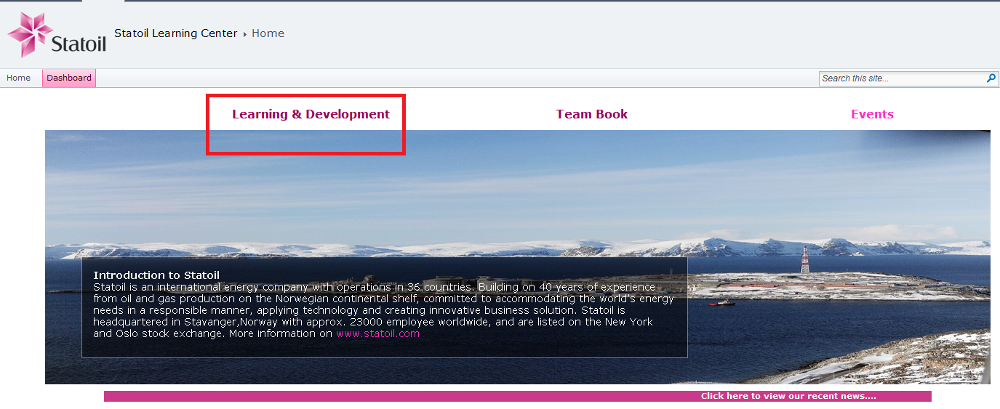 Statoil
Statoil Learning Center ▸ Home
Home Dashboard
Search this site...
Learning & Development Team Book Events
Introduction to Statoil
Statoil is an international energy company with operations in 36 countries. Building on 40 years of experience
from oil and gas production on the Norwegian continental shelf, committed to accommodating the world's energy
needs in a responsible manner, applying technology and creating innovative business solution. Statoil is
headquartered in Stavanger,Norway with approx. 23000 employee worldwide, and are listed on the New York
and Oslo stock exchange. More information on www.statoil.com
Click here to view our recent news....